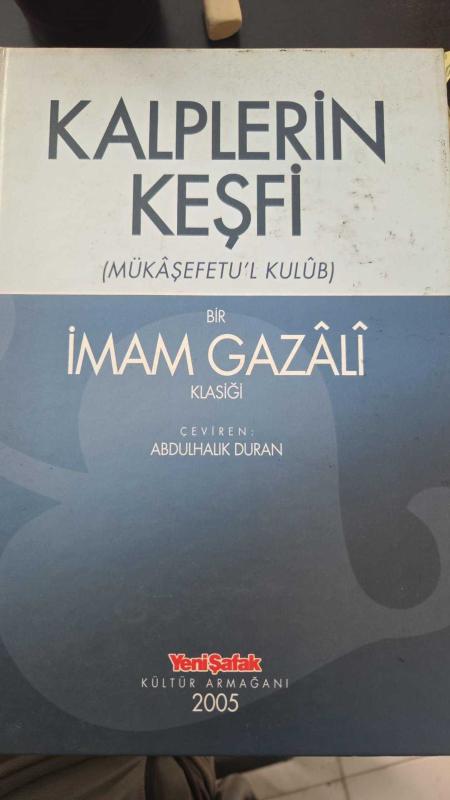 KALPLERİN
KEŞFİ
(MÜKÂŞEFETU'L KULÛB)
BİR
İMAM GAZÂLÎ
KLASİĞİ
ÇEVİREN:
ABDULHALIK DURAN
YeniŞafak
KÜLTÜR ARMAĞANI
2005